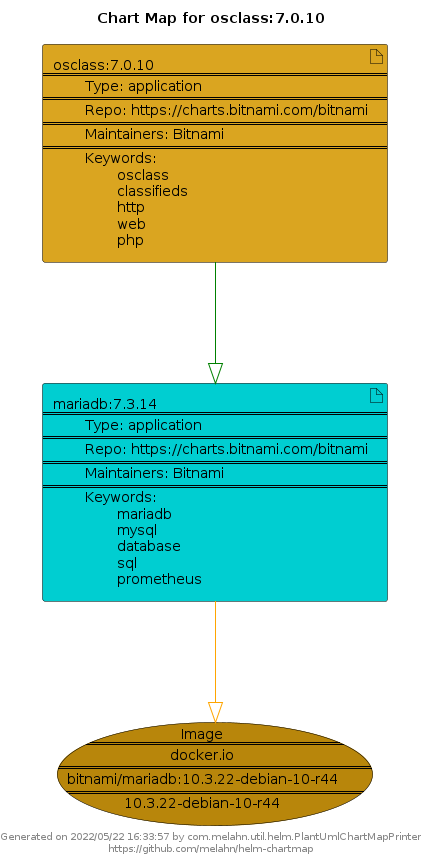 Chart Map for osclass:7.0.10
osclass:7.0.10
Type: application
Repo: https://charts.bitnami.com/bitnami
Maintainers: Bitnami
Keywords:
osclass
classifieds
http
web
php
mariadb:7.3.14
Type: application
Repo: https://charts.bitnami.com/bitnami
Maintainers: Bitnami
Keywords:
mariadb
mysql
database
sql
prometheus
Image
docker.io
bitnami/mariadb:10.3.22-debian-10-r44
10.3.22-debian-10-r44
Generated on 2022/05/22 16:33:57 by com.melahn.util.helm.PlantUmlChartMapPrinter
https://github.com/melahn/helm-chartmap